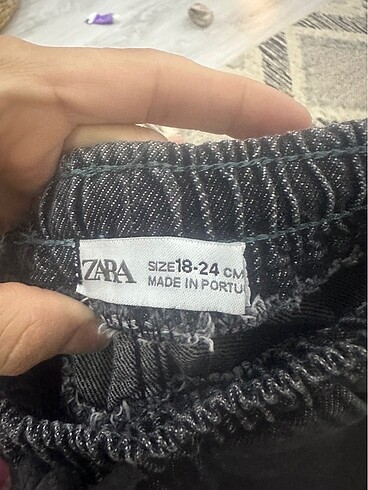 ZARA
SIZE 18-24 CM
MADE IN PORTU